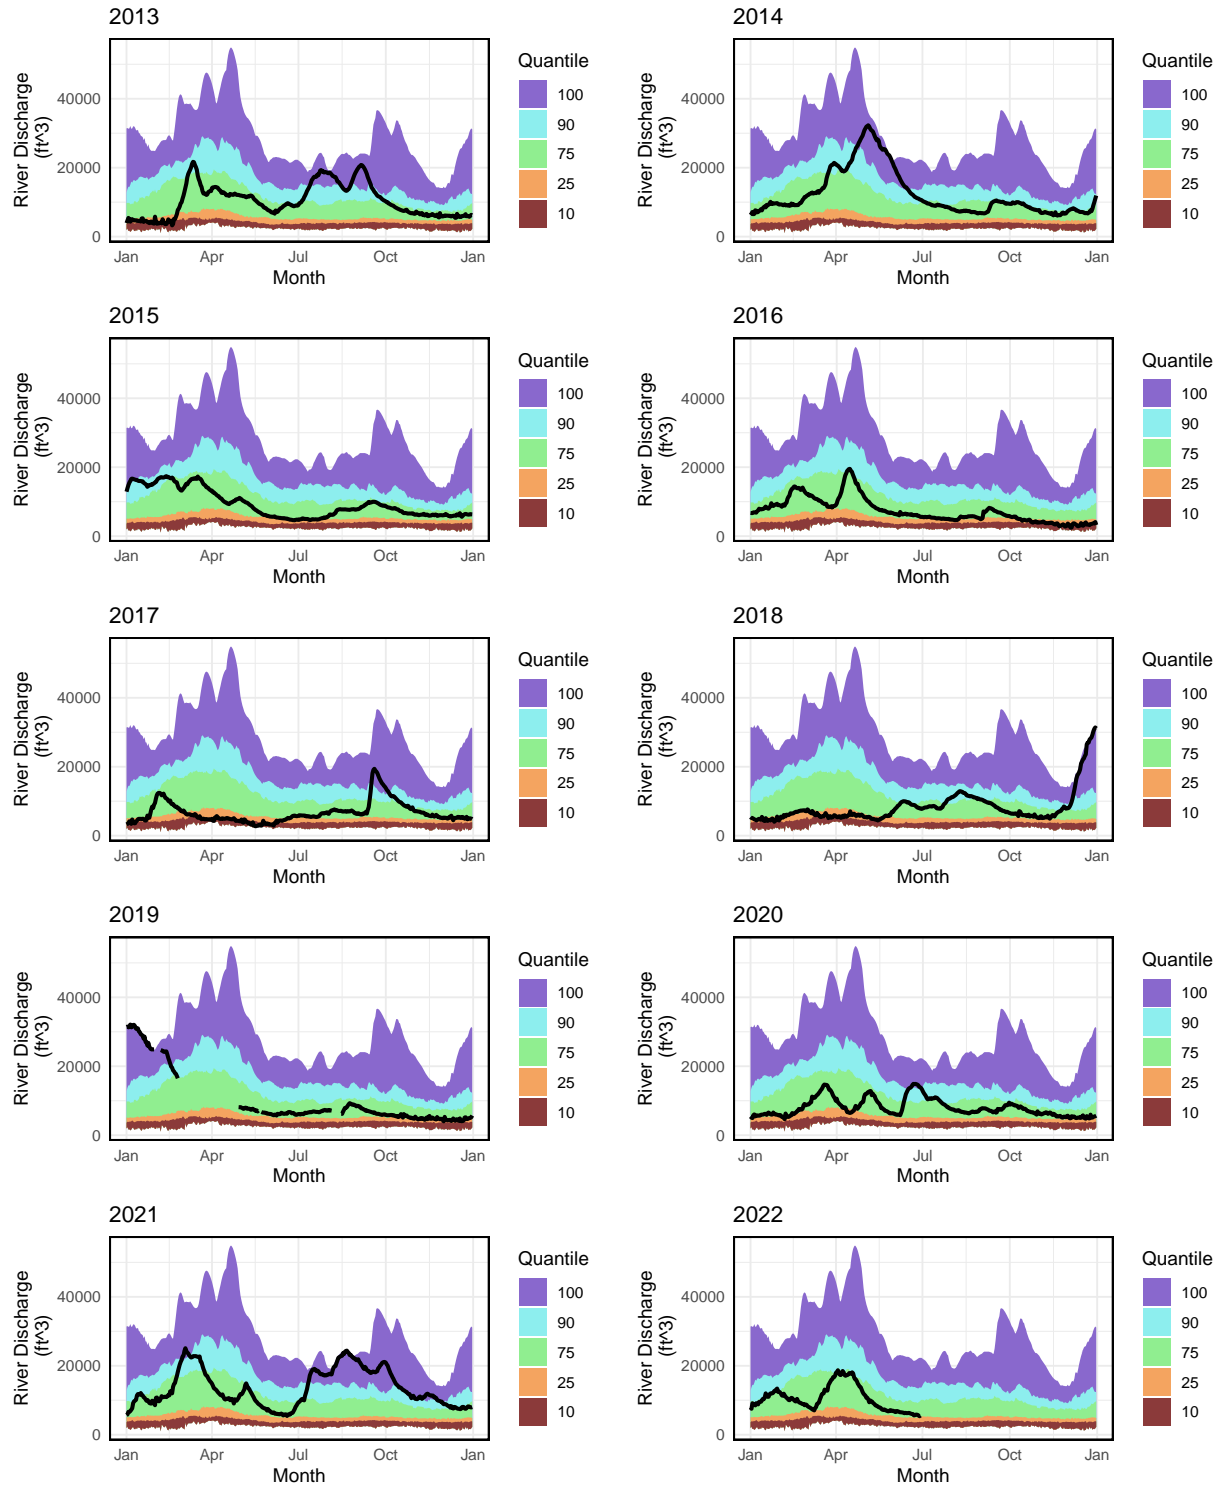 2013
River Discharge
(ft^3)
40000
20000
0
Jan
Apr
Jul
Oct
Jan
Month
Quantile
100
90
75
25
10
2014
River Discharge
(ft^3)
40000
20000
0
Jan
Apr
Jul
Oct
Jan
Month
Quantile
100
90
75
25
10
2015
River Discharge
(ft^3)
40000
20000
0
Jan
Apr
Jul
Oct
Jan
Month
Quantile
100
90
75
25
10
2016
River Discharge
(ft^3)
40000
20000
0
Jan
Apr
Jul
Oct
Jan
Month
Quantile
100
90
75
25
10
2017
River Discharge
(ft^3)
40000
20000
0
Jan
Apr
Jul
Oct
Jan
Month
Quantile
100
90
75
25
10
2018
River Discharge
(ft^3)
40000
20000
0
Jan
Apr
Jul
Oct
Jan
Month
Quantile
100
90
75
25
10
2019
River Discharge
(ft^3)
40000
20000
0
Jan
Apr
Jul
Oct
Jan
Month
Quantile
100
90
75
25
10
2020
River Discharge
(ft^3)
40000
20000
0
Jan
Apr
Jul
Oct
Jan
Month
Quantile
100
90
75
25
10
2021
River Discharge
(ft^3)
40000
20000
0
Jan
Apr
Jul
Oct
Jan
Month
Quantile
100
90
75
25
10
2022
River Discharge
(ft^3)
40000
20000
0
Jan
Apr
Jul
Oct
Jan
Month
Quantile
100
90
75
25
10